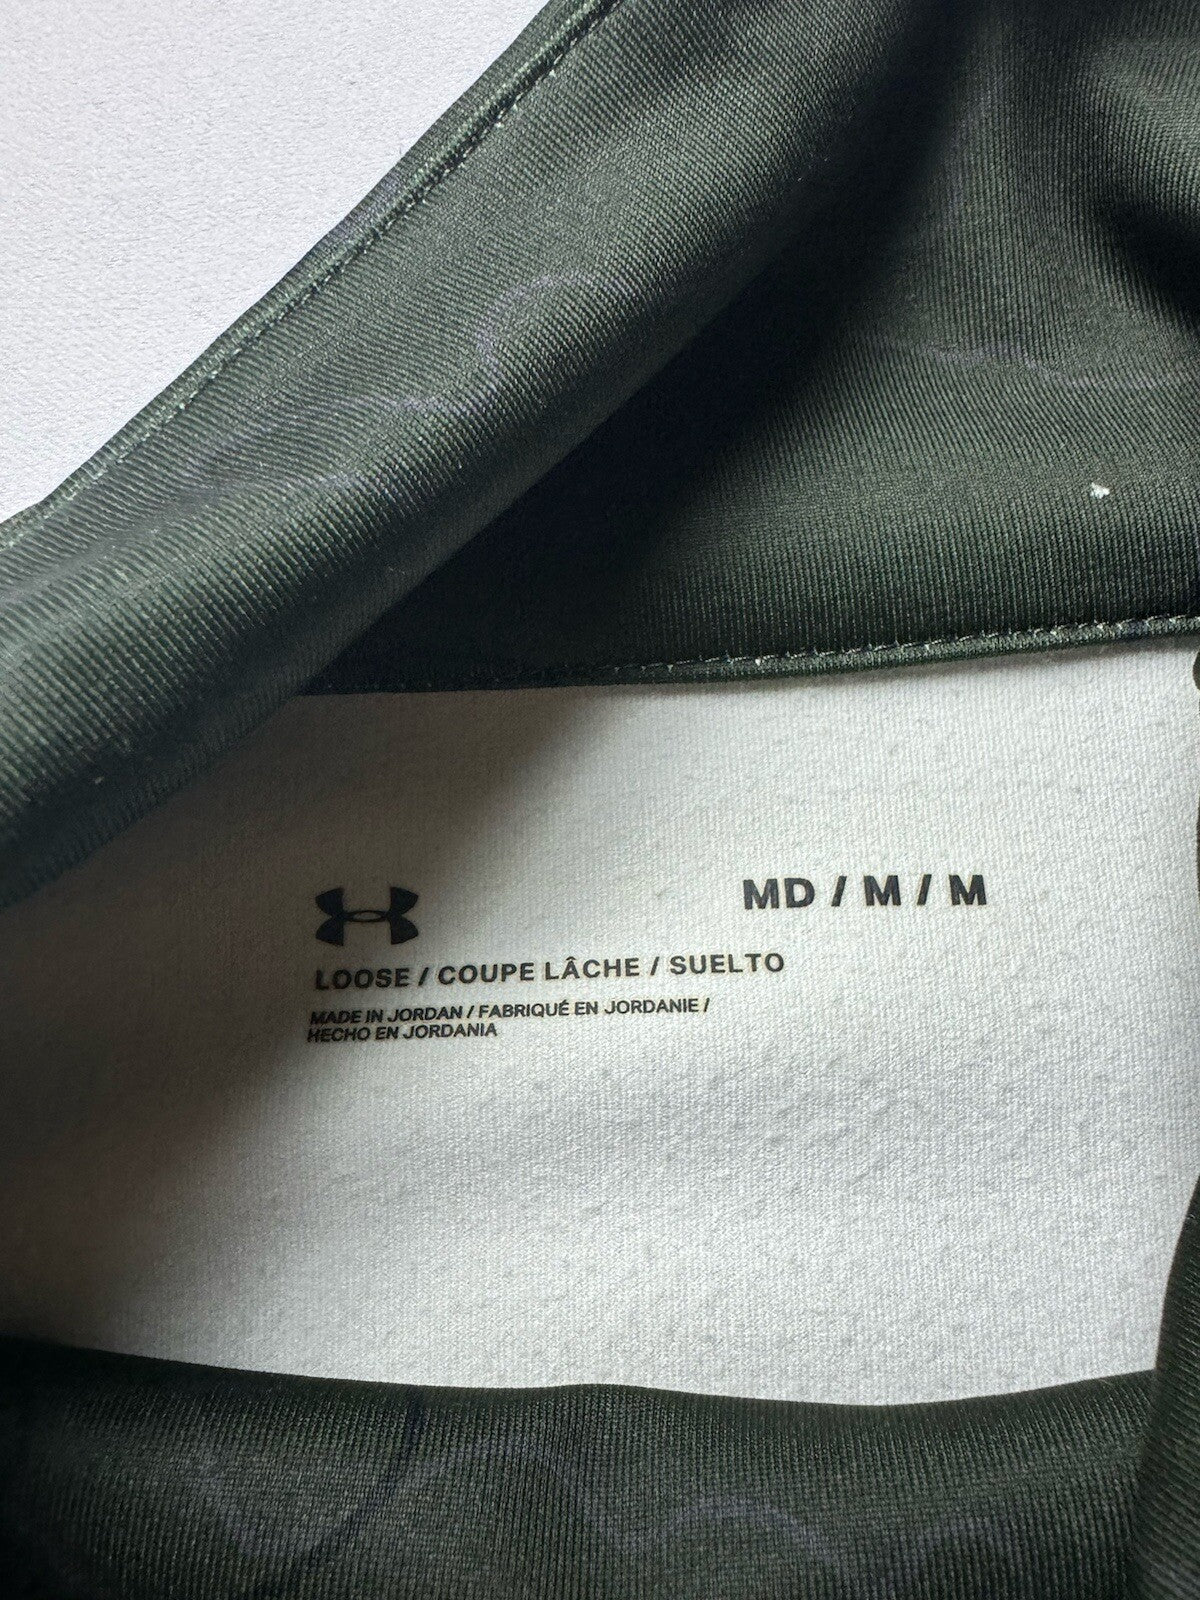 MD / M / M
LOOSE / COUPE LÂCHE / SUELTO
MADE IN JORDAN / FABRIQUÉ EN JORDANIE /
HECHO EN JORDANIA